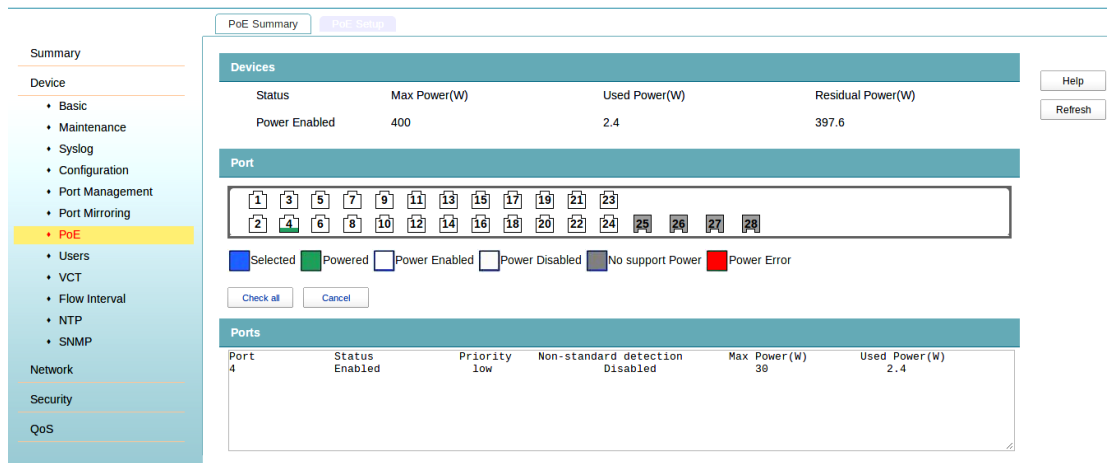 PoE Summary PoE Setup
Summary
Device
Basic
Maintenance
Syslog
Configuration
Port Management
Port Mirroring
PoE
Users
VCT
Flow Interval
NTP
SNMP
Network
Security
QoS
Devices
Status Max Power(W) Used Power(W) Residual Power(W)
Power Enabled 400 2.4 397.6
Port
1 3 5 7 9 11 13 15 17 19 21 23
2 4 6 8 10 12 14 16 18 20 22 24 25 26 27 28
Selected Powered Power Enabled Power Disabled No support Power Power Error
Check all Cancel
Ports
Port Status Priority Non-standard detection Max Power(W) Used Power(W)
4 Enabled low Disabled 30 2.4
Help
Refresh